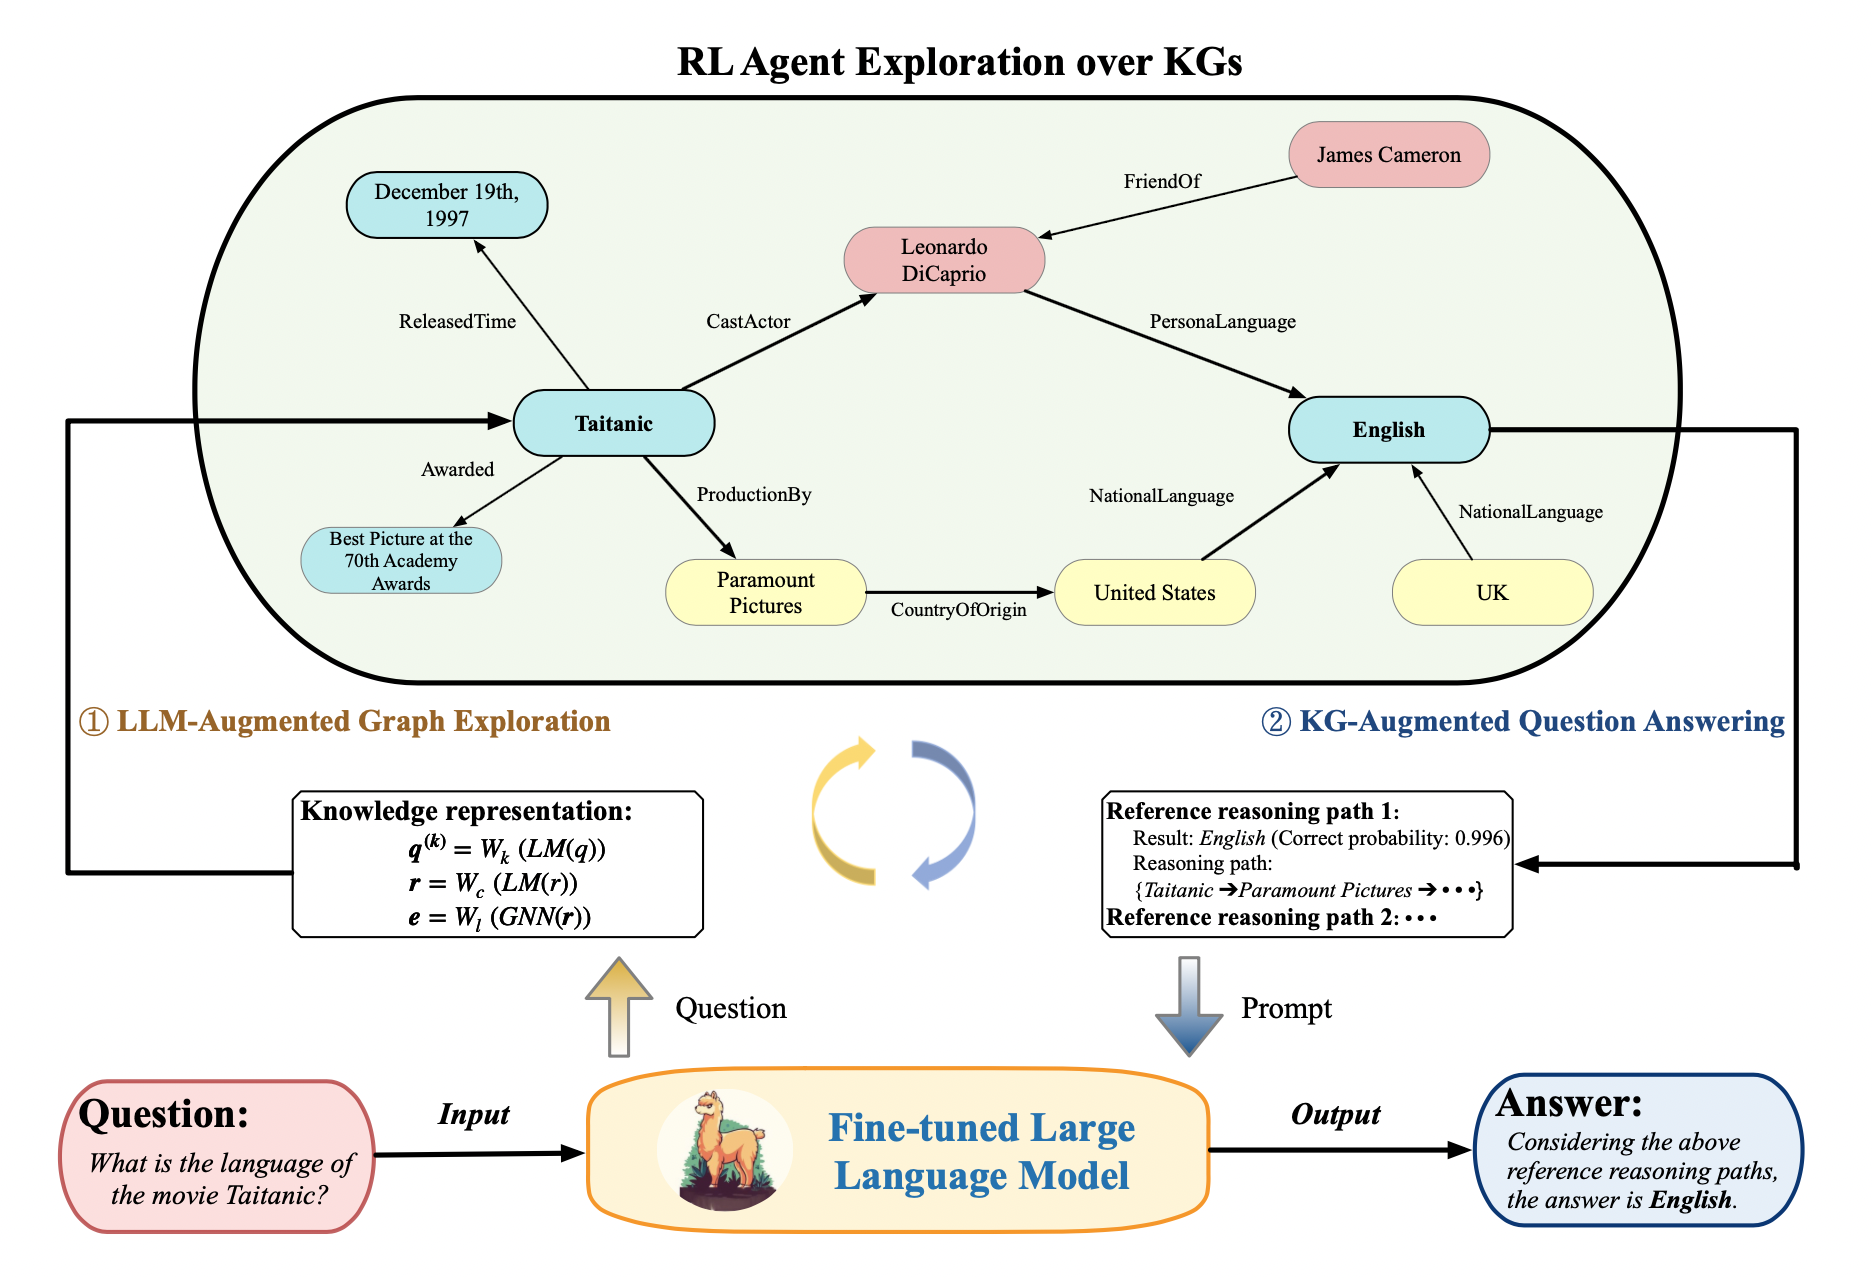 RL Agent Exploration over KGs
James Cameron
FriendOf
December 19th,
1997
Leonardo
DiCaprio
ReleasedTime
CastActor
PersonaLanguage
Taitanic
English
Awarded
ProductionBy
NationalLanguage
NationalLanguage
Best Picture at the
70th Academy
Awards
Paramount
Pictures
CountryOfOrigin
United States
UK
① LLM-Augmented Graph Exploration
② KG-Augmented Question Answering
Knowledge representation:
q^(k) = W_k (LM(q))
r = W_c (LM(r))
e = W_l (GNN(r))
Reference reasoning path 1:
Result: English (Correct probability: 0.996)
Reasoning path:
{Taitanic ➔Paramount Pictures ➔ • • •}
Reference reasoning path 2: • • •
Question
Prompt
Question:
What is the language of
the movie Taitanic?
Input
Fine-tuned Large
Language Model
Output
Answer:
Considering the above
reference reasoning paths,
the answer is English.